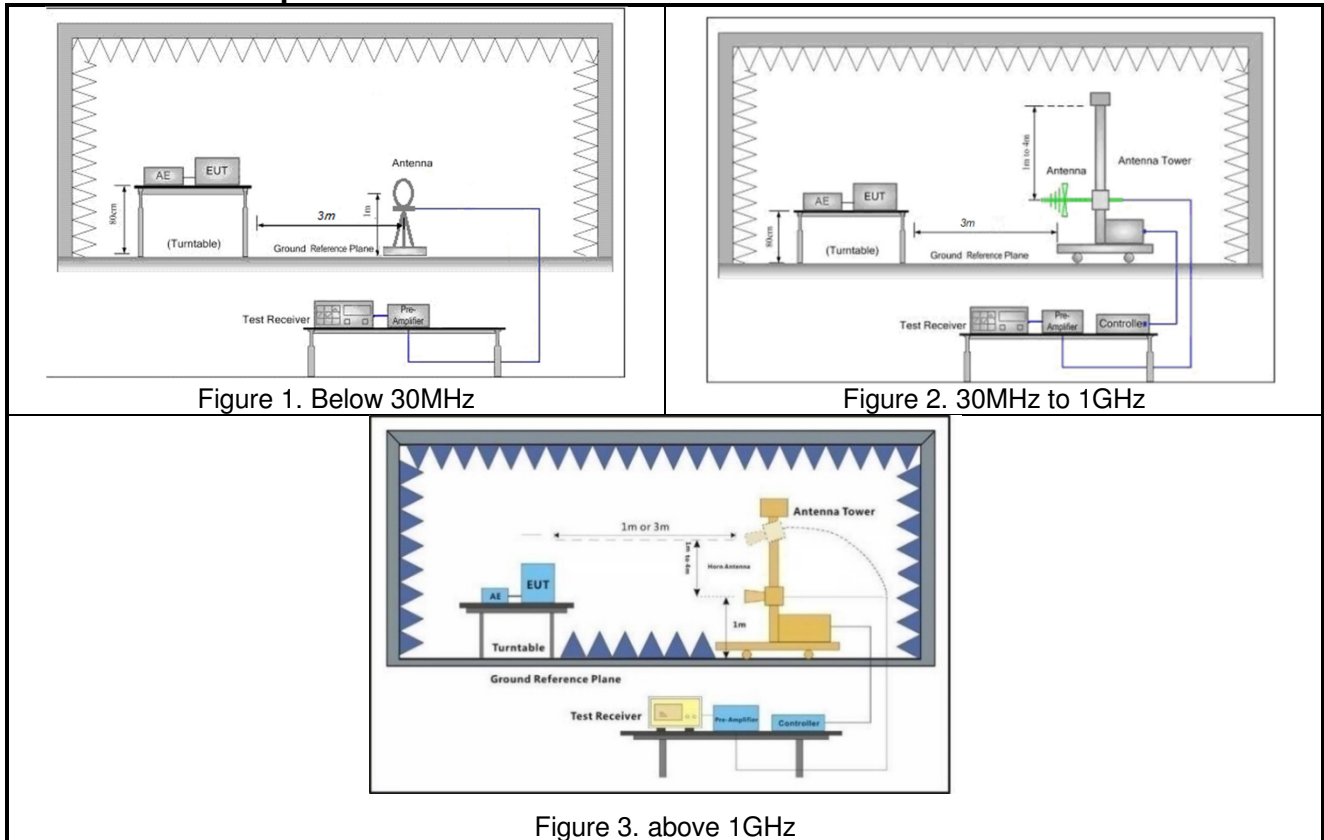 AE
EUT
80cm
(Turntable)
3m
Antenna
1m
Ground Reference Plane
Test Receiver
Pre-
Amplifier
Figure 1. Below 30MHz
AE
EUT
80cm
(Turntable)
3m
1m to 4m
Antenna
Antenna Tower
Ground Reference Plane
Test Receiver
Pre-
Amplifier
Controller
Figure 2. 30MHz to 1GHz
1m or 3m
Antenna Tower
1m to 4m
Horn Antenna
EUT
AE
1m
Turntable
Ground Reference Plane
Test Receiver
Pre-Amplifier
Controller
Figure 3. above 1GHz